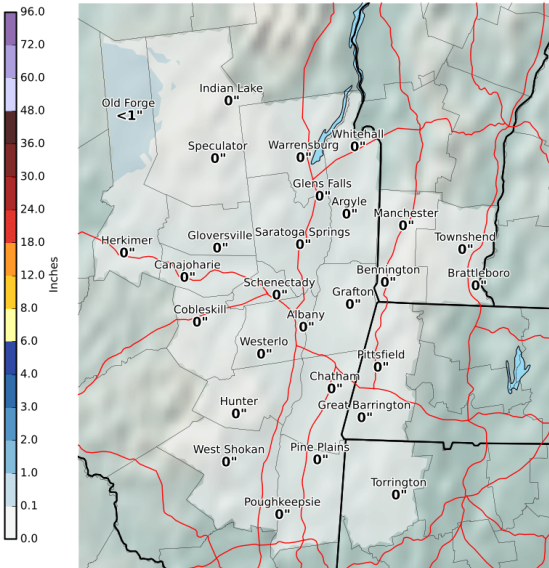 96.0
72.0
60.0
48.0
36.0
30.0
24.0
18.0
12.0
8.0
6.0
4.0
3.0
2.0
1.0
0.1
0.0
Inches
Indian Lake
0"
Old Forge
<1"
Whitehall
0"
Speculator
0"
Warrensburg
0"
Glens Falls
0"
Argyle
0"
Manchester
0"
Saratoga Springs
0"
Gloversville
0"
Townshend
0"
Herkimer
0"
Canajoharie
0"
Bennington
0"
Brattleboro
0"
Schenectady
0"
Grafton
0"
Cobleskill
0"
Albany
0"
Westerlo
0"
Pittsfield
0"
Chatham
0"
Hunter
0"
Great Barrington
0"
West Shokan
0"
Pine Plains
0"
Torrington
0"
Poughkeepsie
0"